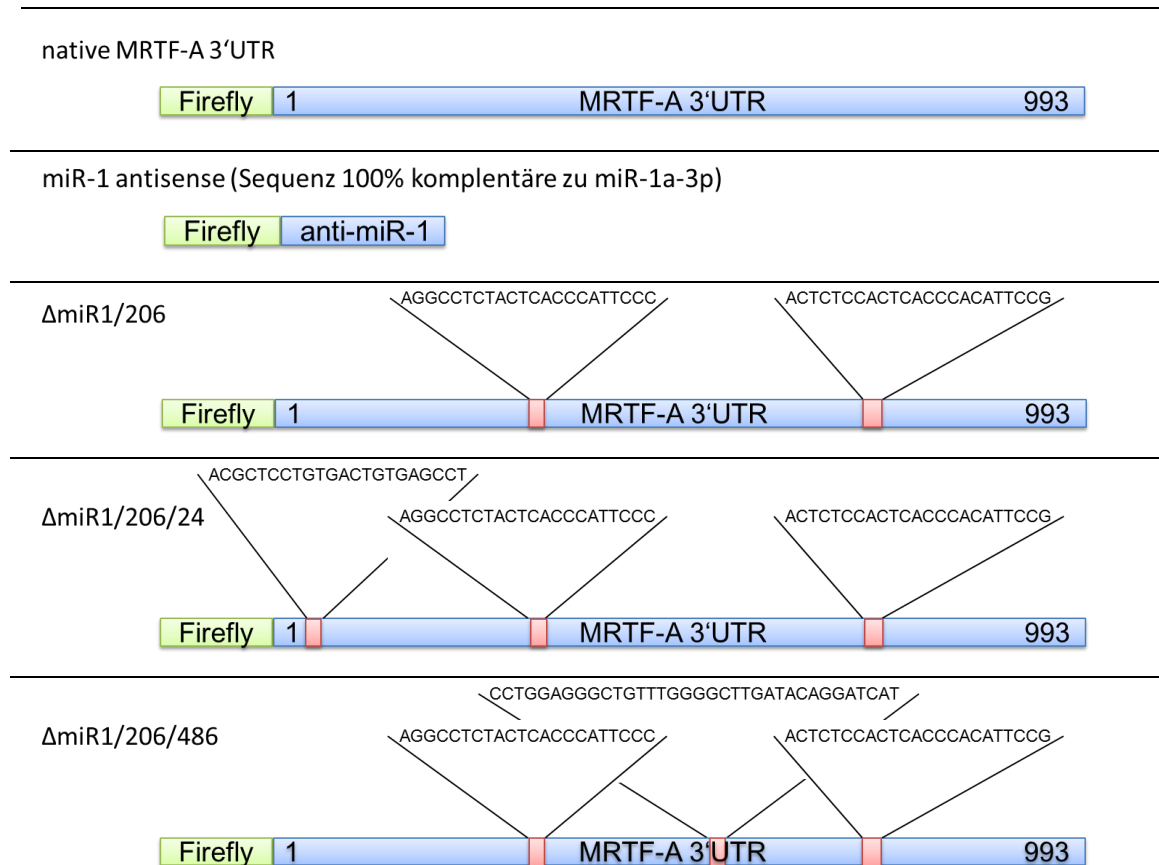 native MRTF-A 3‘UTR
Firefly 1 MRTF-A 3‘UTR 993
miR-1 antisense (Sequenz 100% komplentäre zu miR-1a-3p)
Firefly anti-miR-1
AGGCCTCTACTCACCCATTCCC ACTCTCCACTCACCCACATTCCG
ΔmiR1/206
Firefly 1 MRTF-A 3‘UTR 993
ACGCTCCTGTGACTGTGAGCCT
ΔmiR1/206/24
AGGCCTCTACTCACCCATTCCC ACTCTCCACTCACCCACATTCCG
Firefly 1 MRTF-A 3‘UTR 993
CCTGGAGGGCTGTTTGGGGCTTGATACAGGATCAT
ΔmiR1/206/486
AGGCCTCTACTCACCCATTCCC ACTCTCCACTCACCCACATTCCG
Firefly 1 MRTF-A 3‘UTR 993